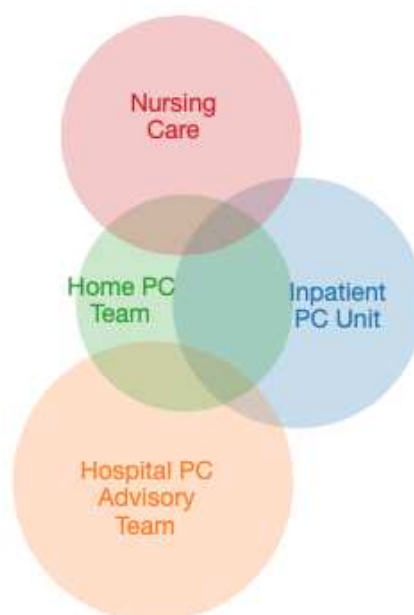 Nursing
Care
Home PC
Team
Inpatient
PC Unit
Hospital PC
Advisory
Team